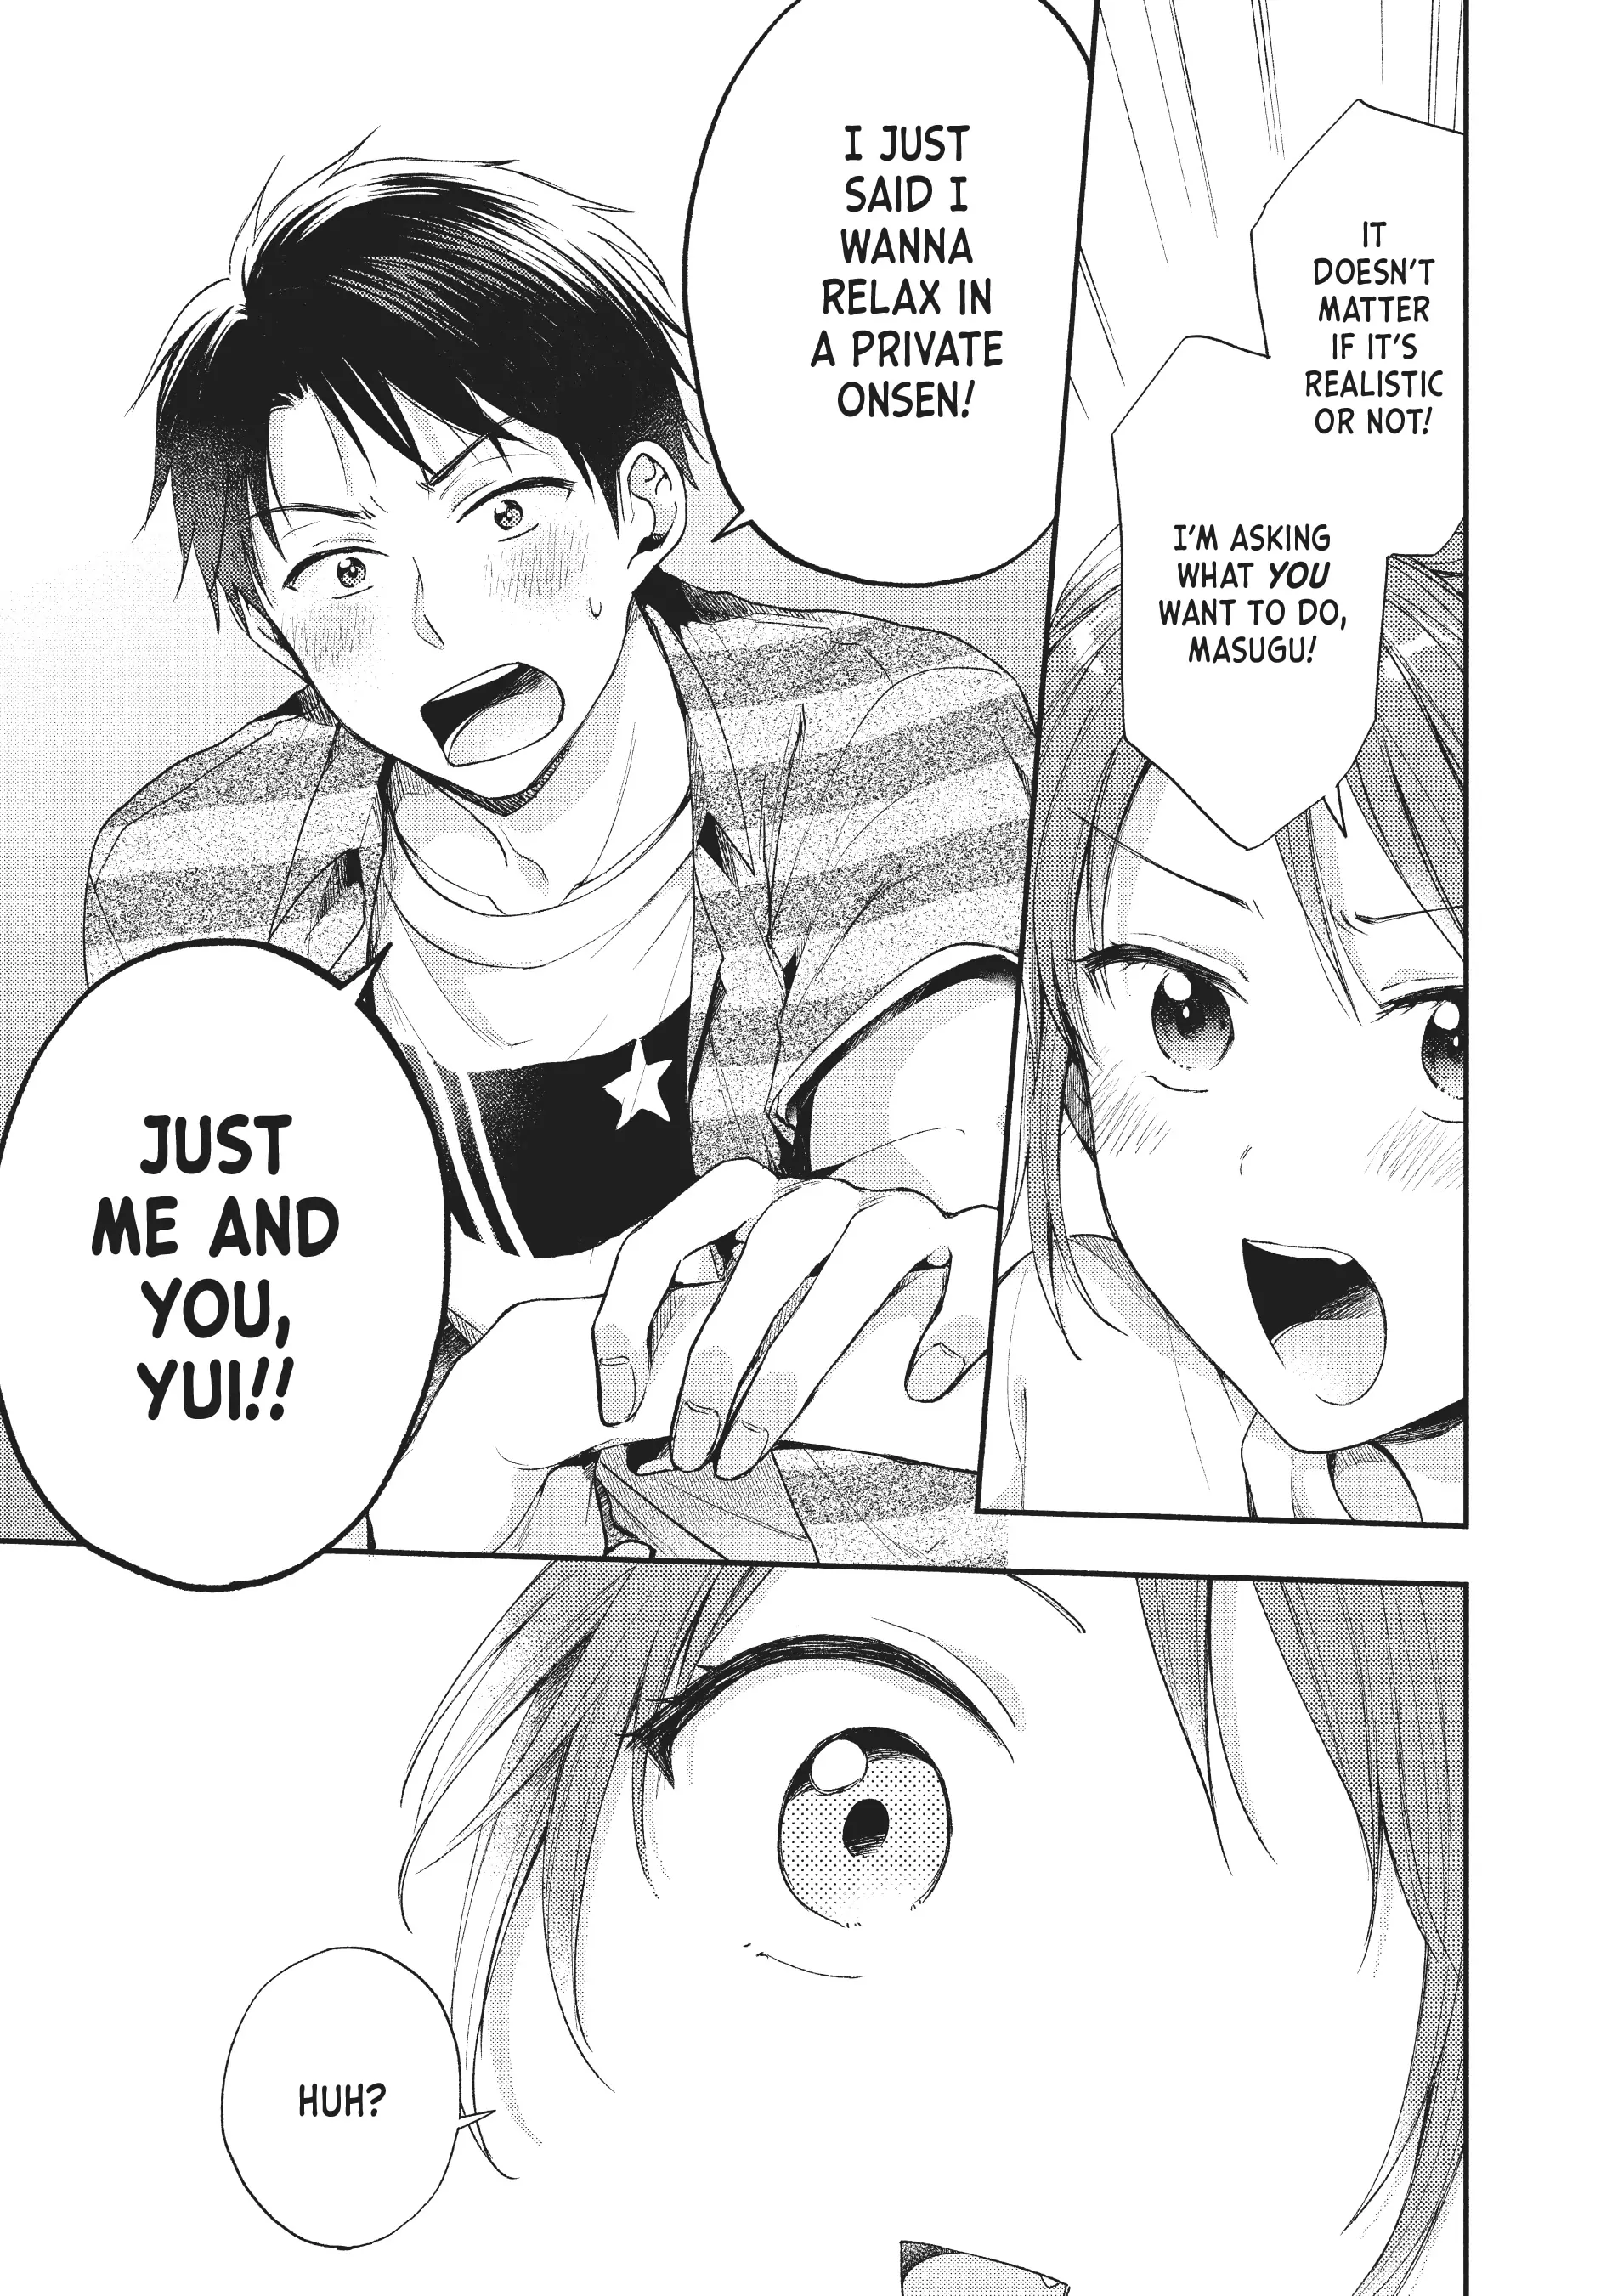 IT
DOESN'T
MATTER
IF IT'S
REALISTIC
OR NOT!
I'M ASKING
WHAT YOU
WANT TO DO,
MASUGU!
I JUST
SAID I
WANNA
RELAX IN
A PRIVATE
ONSEN!
JUST
ME AND
YOU,
YUI!!
HUH?